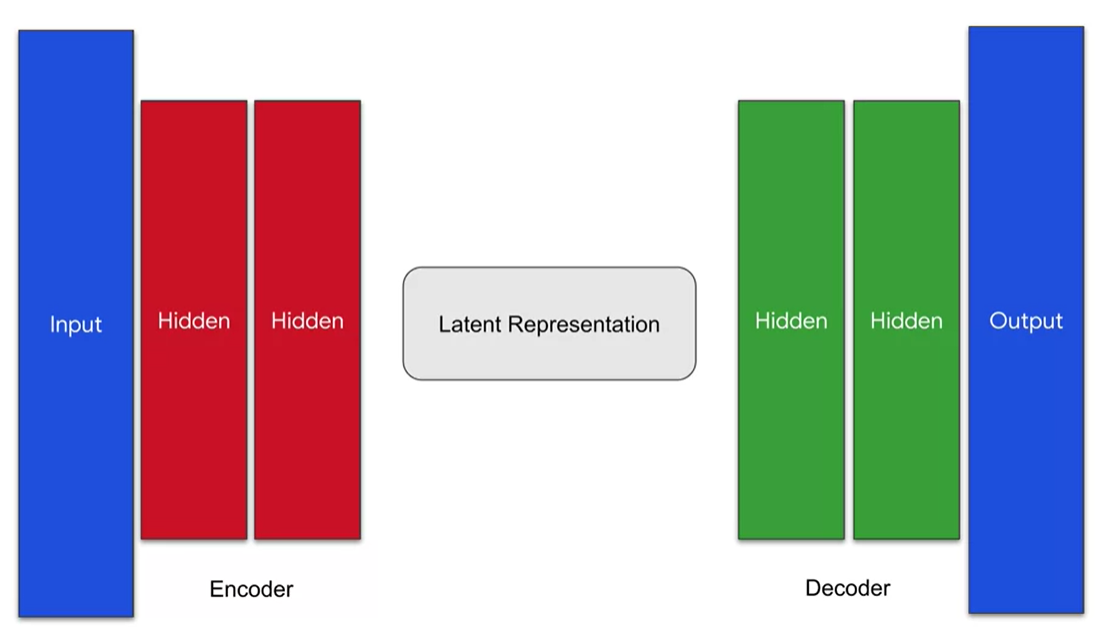 Input
Hidden
Hidden
Latent Representation
Hidden
Hidden
Output
Encoder
Decoder